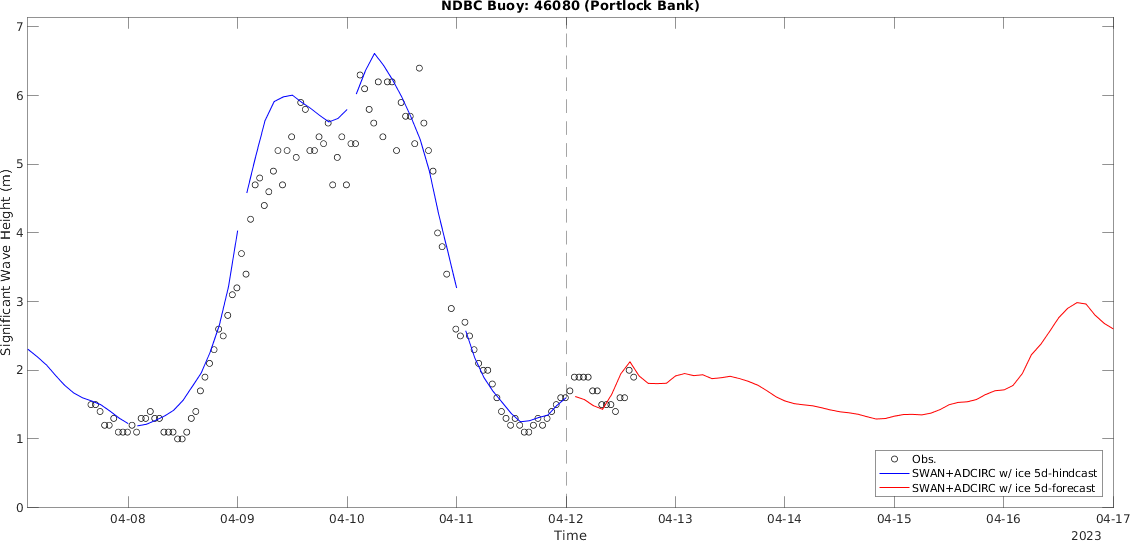 NDBC Buoy: 46080 (Portlock Bank)
7
6
5
4
3
2
1
0
Significant Wave Height (m)
Obs.
SWAN+ADCIRC w/ ice 5d-hindcast
SWAN+ADCIRC w/ ice 5d-forecast
04-08 04-09 04-10 04-11 04-12 04-13 04-14 04-15 04-16 04-17
Time
2023